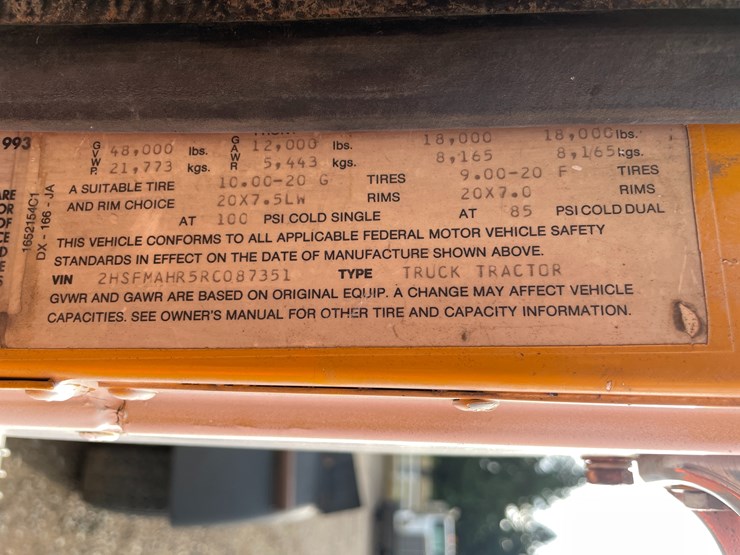 993
GVWR 48,000 lbs. GAWR 12,000 lbs. 18,000 18,000 lbs.
21,773 kgs. 5,443 kgs. 8,165 8,165 kgs.
A SUITABLE TIRE 10.00-20 G TIRES 9.00-20 F TIRES
AND RIM CHOICE 20X7.5LW RIMS 20X7.0 RIMS
AT 100 PSI COLD SINGLE AT 85 PSI COLD DUAL
THIS VEHICLE CONFORMS TO ALL APPLICABLE FEDERAL MOTOR VEHICLE SAFETY
STANDARDS IN EFFECT ON THE DATE OF MANUFACTURE SHOWN ABOVE.
VIN 2HSFMAHR5RC087351 TYPE TRUCK TRACTOR
GVWR AND GAWR ARE BASED ON ORIGINAL EQUIP. A CHANGE MAY AFFECT VEHICLE
CAPACITIES. SEE OWNER'S MANUAL FOR OTHER TIRE AND CAPACITY INFORMATION.
1652154C1
DX - 166 - JA